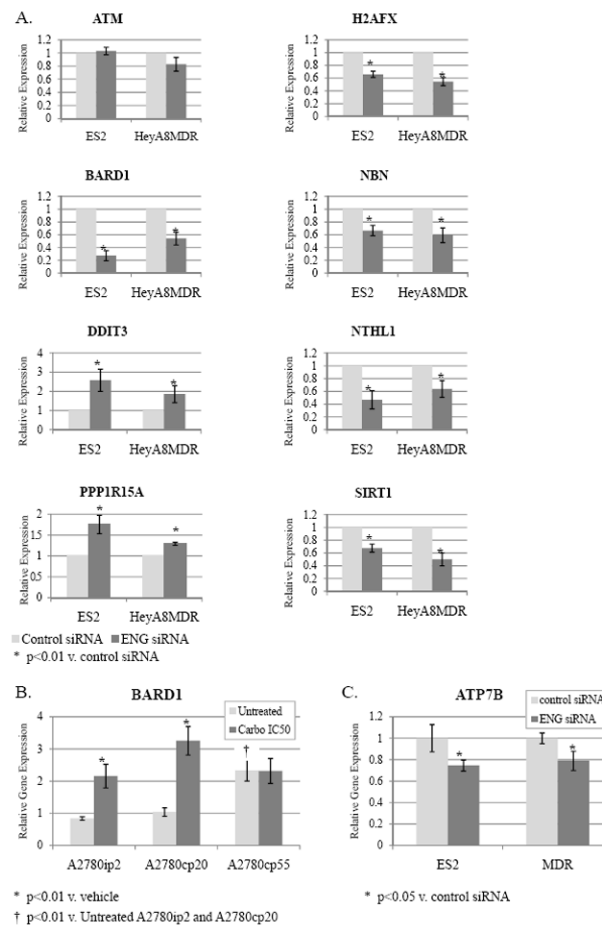 A.
ATM
Relative Expression
1.2
1
0.8
0.6
0.4
0.2
0
ES2 HeyA8MDR
H2AFX
Relative Expression
1.2
1
0.8
0.6
0.4
0.2
0
* *
ES2 HeyA8MDR
BARD1
Relative Expression
1.2
1
0.8
0.6
0.4
0.2
0
* *
ES2 HeyA8MDR
NBN
Relative Expression
1.2
1
0.8
0.6
0.4
0.2
0
* *
ES2 HeyA8MDR
DDIT3
Relative Expression
4
3
2
1
0
* *
ES2 HeyA8MDR
NTHL1
Relative Expression
1.2
1
0.8
0.6
0.4
0.2
0
* *
ES2 HeyA8MDR
PPP1R15A
Relative Expression
2
1.5
1
0.5
0
* *
ES2 HeyA8MDR
SIRT1
Relative Expression
1.2
1
0.8
0.6
0.4
0.2
0
* *
ES2 HeyA8MDR
Control siRNA ENG siRNA
* p<0.01 v. control siRNA
B.
BARD1
Relative Gene Expression
4
3
2
1
0
Untreated
Carbo IC50
* * †
A2780ip2 A2780cp20 A2780cp55
* p<0.01 v. vehicle
† p<0.01 v. Untreated A2780ip2 and A2780cp20
C.
ATP7B
Relative Gene Expression
1.2
1
0.8
0.6
0.4
0.2
0
control siRNA
ENG siRNA
* *
ES2 MDR
* p<0.05 v. control siRNA